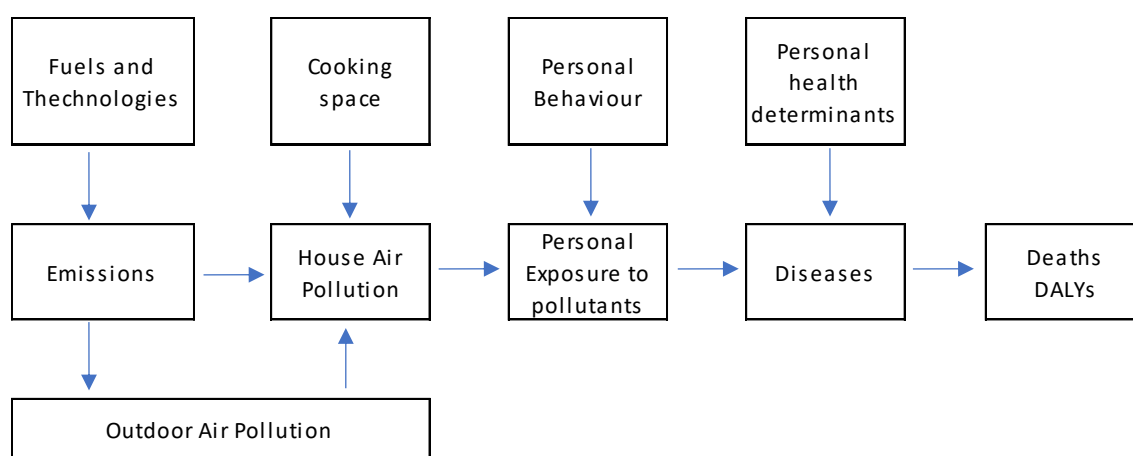 Fuels and
Thechnologies
Cooking
space
Personal
Behaviour
Personal
health
determinants
Emissions
House Air
Pollution
Personal
Exposure to
pollutants
Diseases
Deaths
DALYs
Outdoor Air Pollution